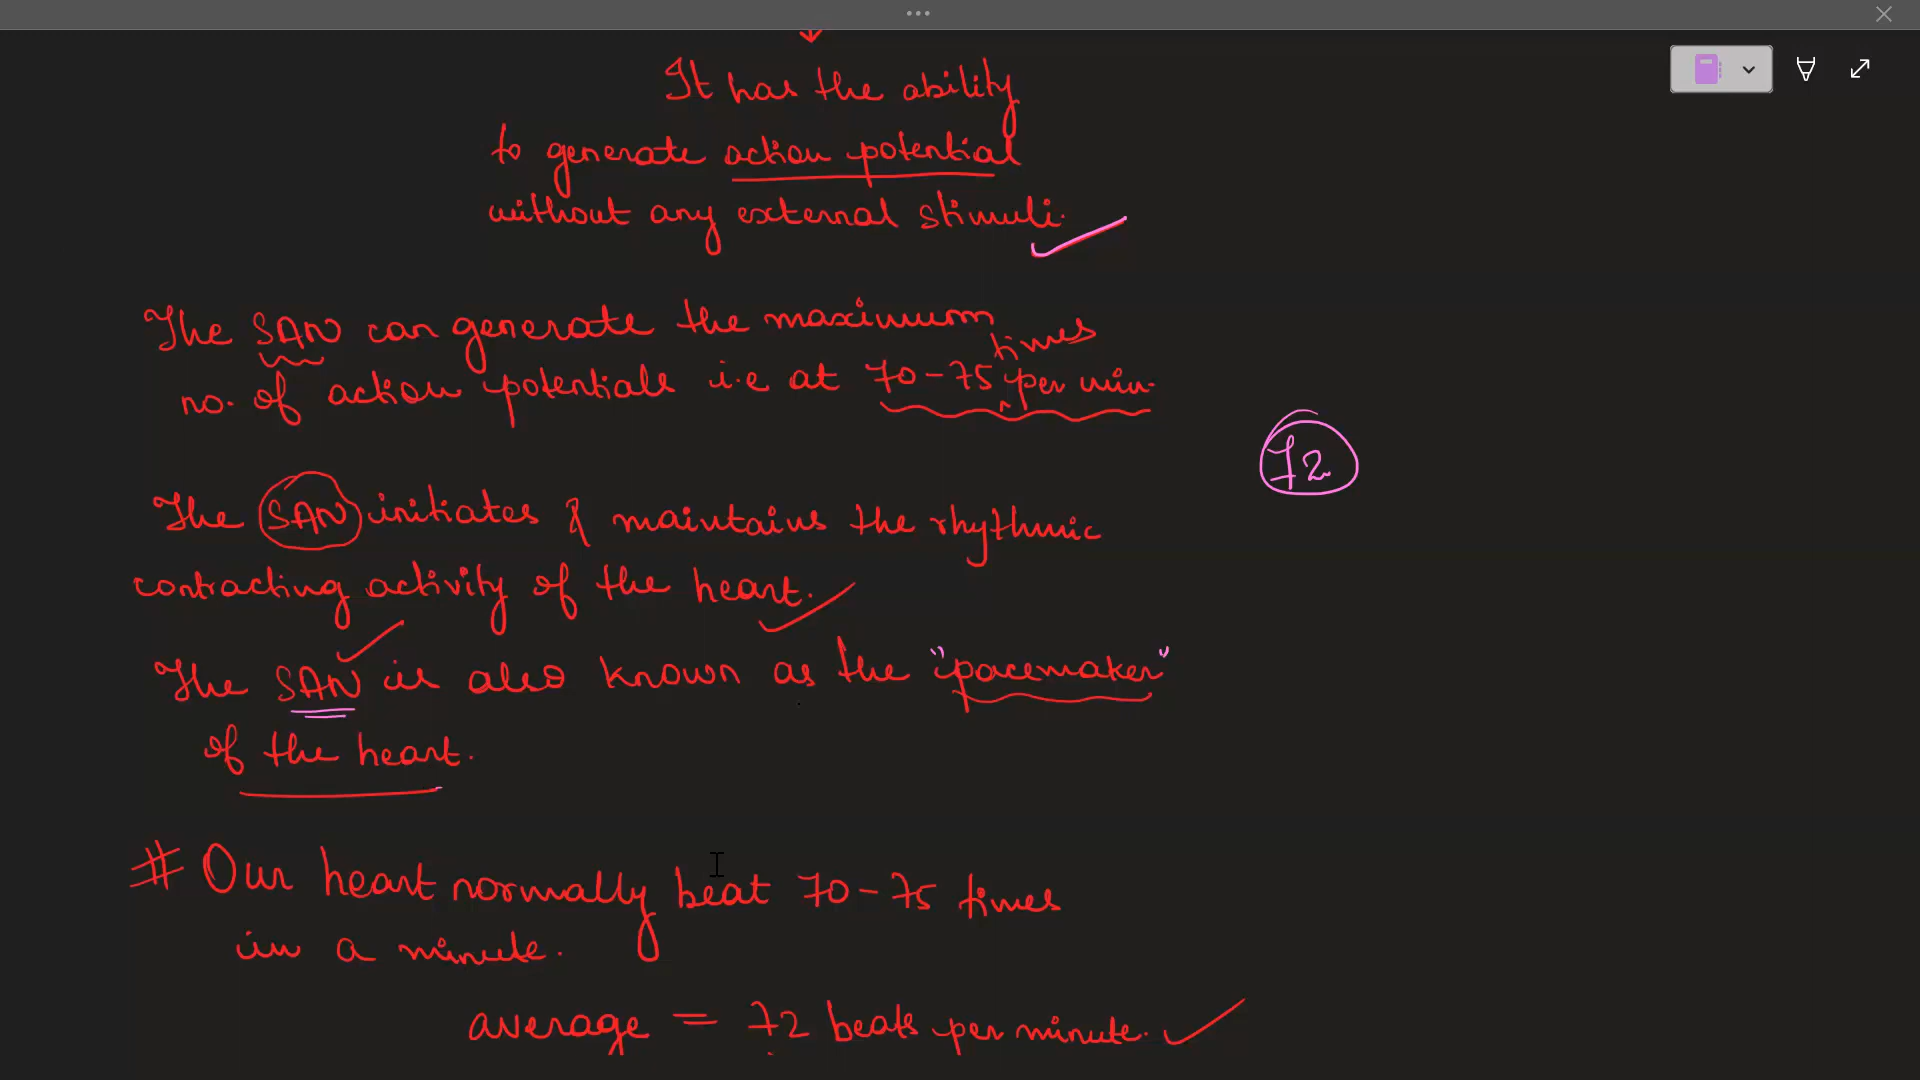 It has the ability
to generate action potential
without any external stimuli.
The SAN can generate the maximum
no. of action potentials i.e at 70-75 times per min.
72
The SAN initiates & maintains the rhythmic
contracting activity of the heart.
The SAN is also known as the "pacemaker"
of the heart.
# Our heart normally beat 70-75 times
in a minute.
average = 72 beats per minute.